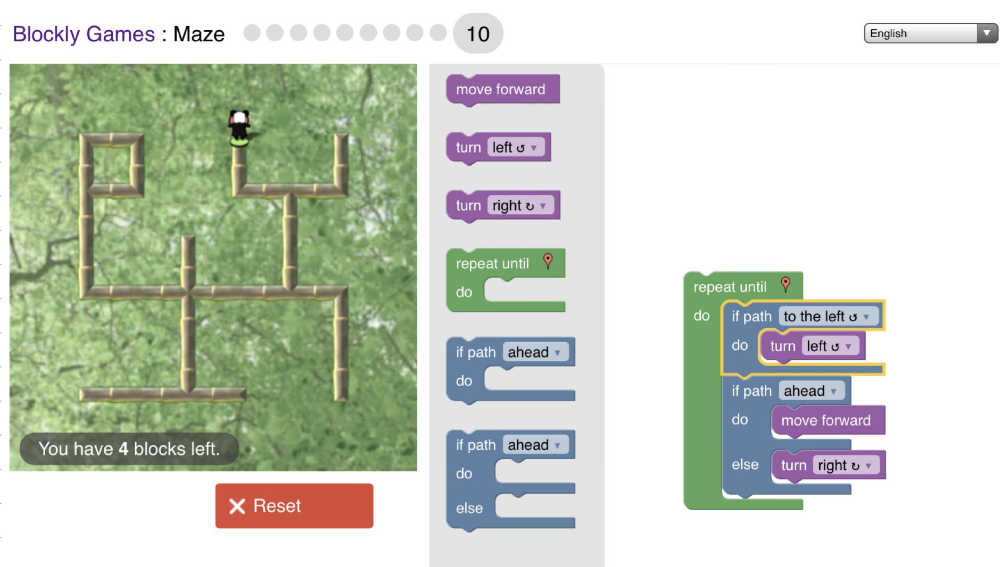 Blockly Games : Maze 10
English
You have 4 blocks left.
Reset
move forward
turn left ↺ ▾
turn right ↻ ▾
repeat until
do
if path ahead ▾
do
if path ahead ▾
do
else
repeat until
do if path to the left ↺ ▾
do turn left ↺ ▾
if path ahead ▾
do move forward
else turn right ↻ ▾